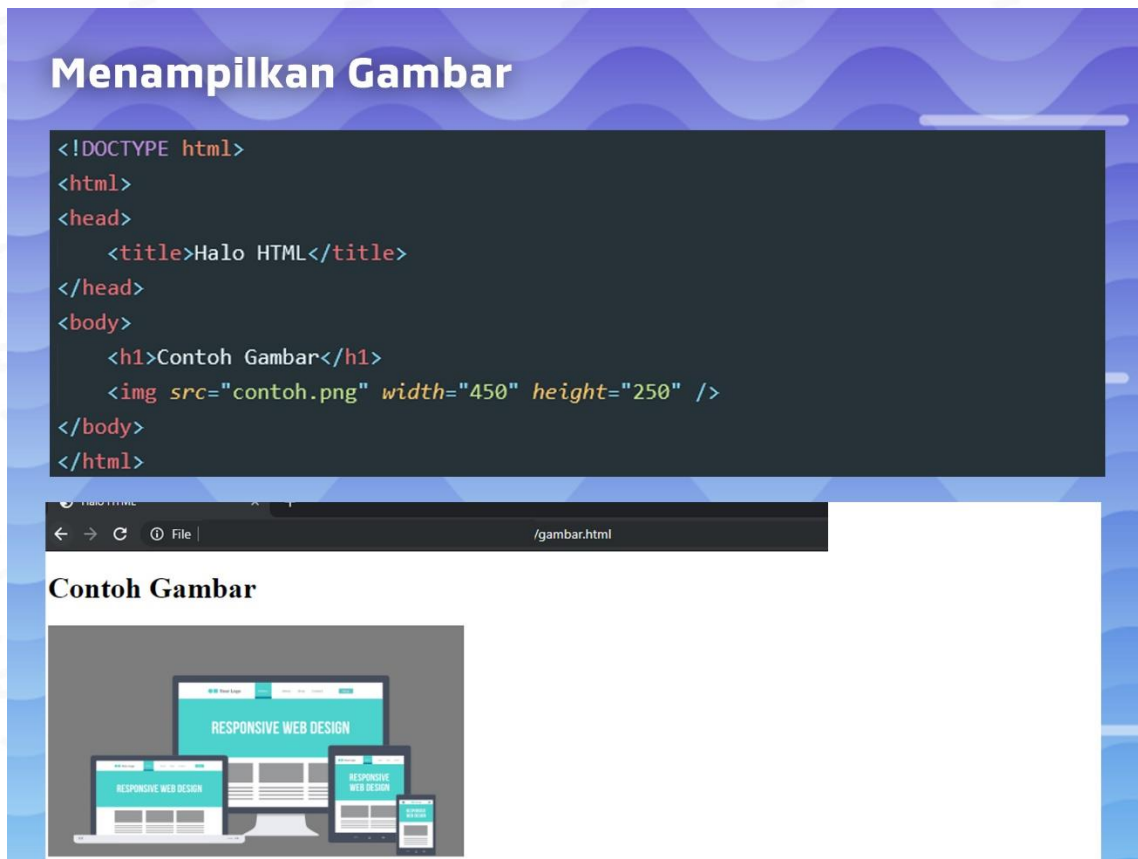 Menampilkan Gambar
<!DOCTYPE html>
<html>
<head>
    <title>Halo HTML</title>
</head>
<body>
    <h1>Contoh Gambar</h1>
    <img src="contoh.png" width="450" height="250" />
</body>
</html>
File
/gambar.html
Contoh Gambar
Your Logo
RESPONSIVE WEB DESIGN
RESPONSIVE WEB DESIGN
RESPONSIVE
WEB DESIGN